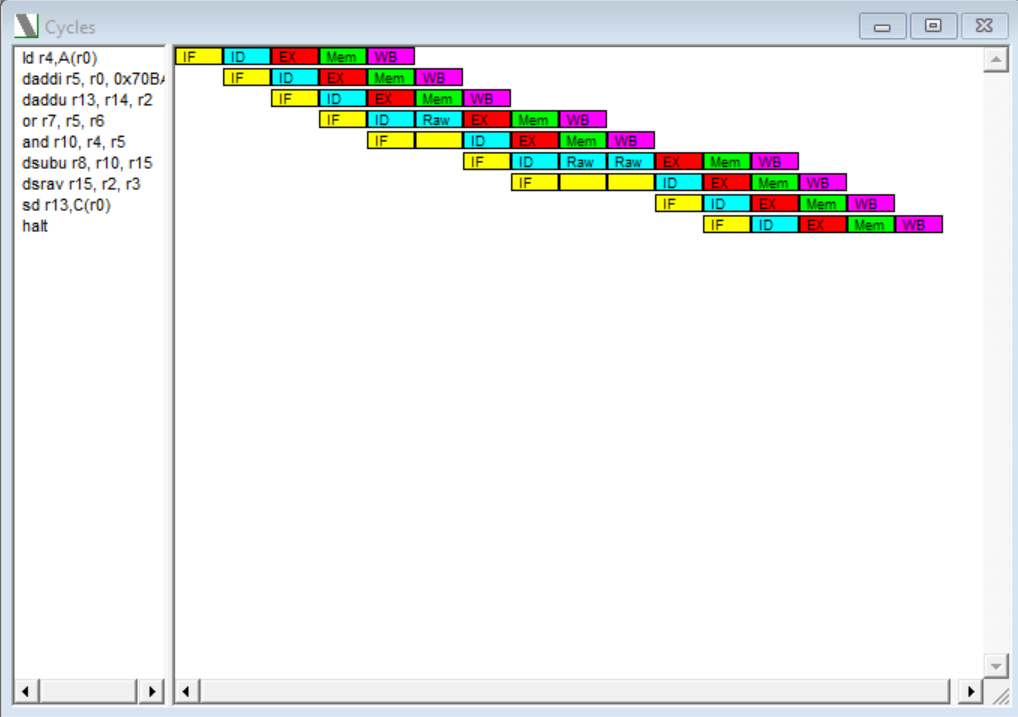 Cycles
ld r4,A(r0) IF ID EX Mem WB
daddi r5, r0, 0x70BA IF ID EX Mem WB
daddu r13, r14, r2 IF ID EX Mem WB
or r7, r5, r6 IF ID Raw EX Mem WB
and r10, r4, r5 IF ID EX Mem WB
dsubu r8, r10, r15 IF ID Raw Raw EX Mem WB
dsrav r15, r2, r3 IF ID EX Mem WB
sd r13,C(r0) IF ID EX Mem WB
halt IF ID EX Mem WB